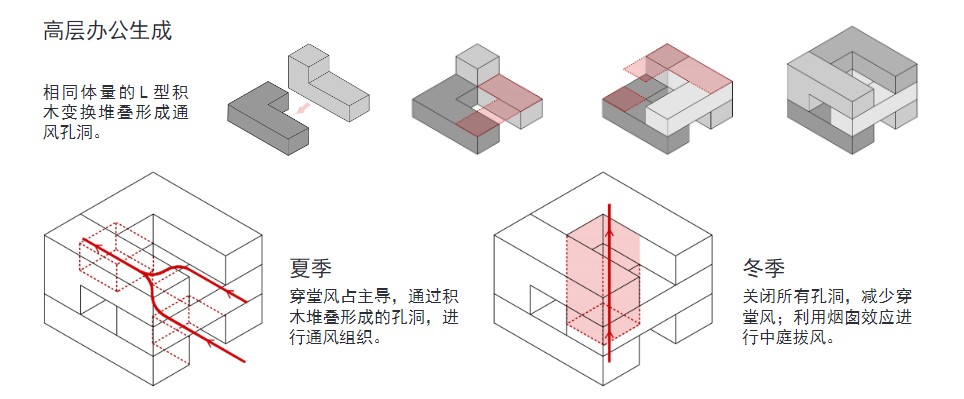 高层办公生成
相同体量的L型积
木变换堆叠形成通
风孔洞。
夏季
穿堂风占主导，通过积
木堆叠形成的孔洞，进
行通风组织。
冬季
关闭所有孔洞，减少穿
堂风；利用烟囱效应进
行中庭拔风。